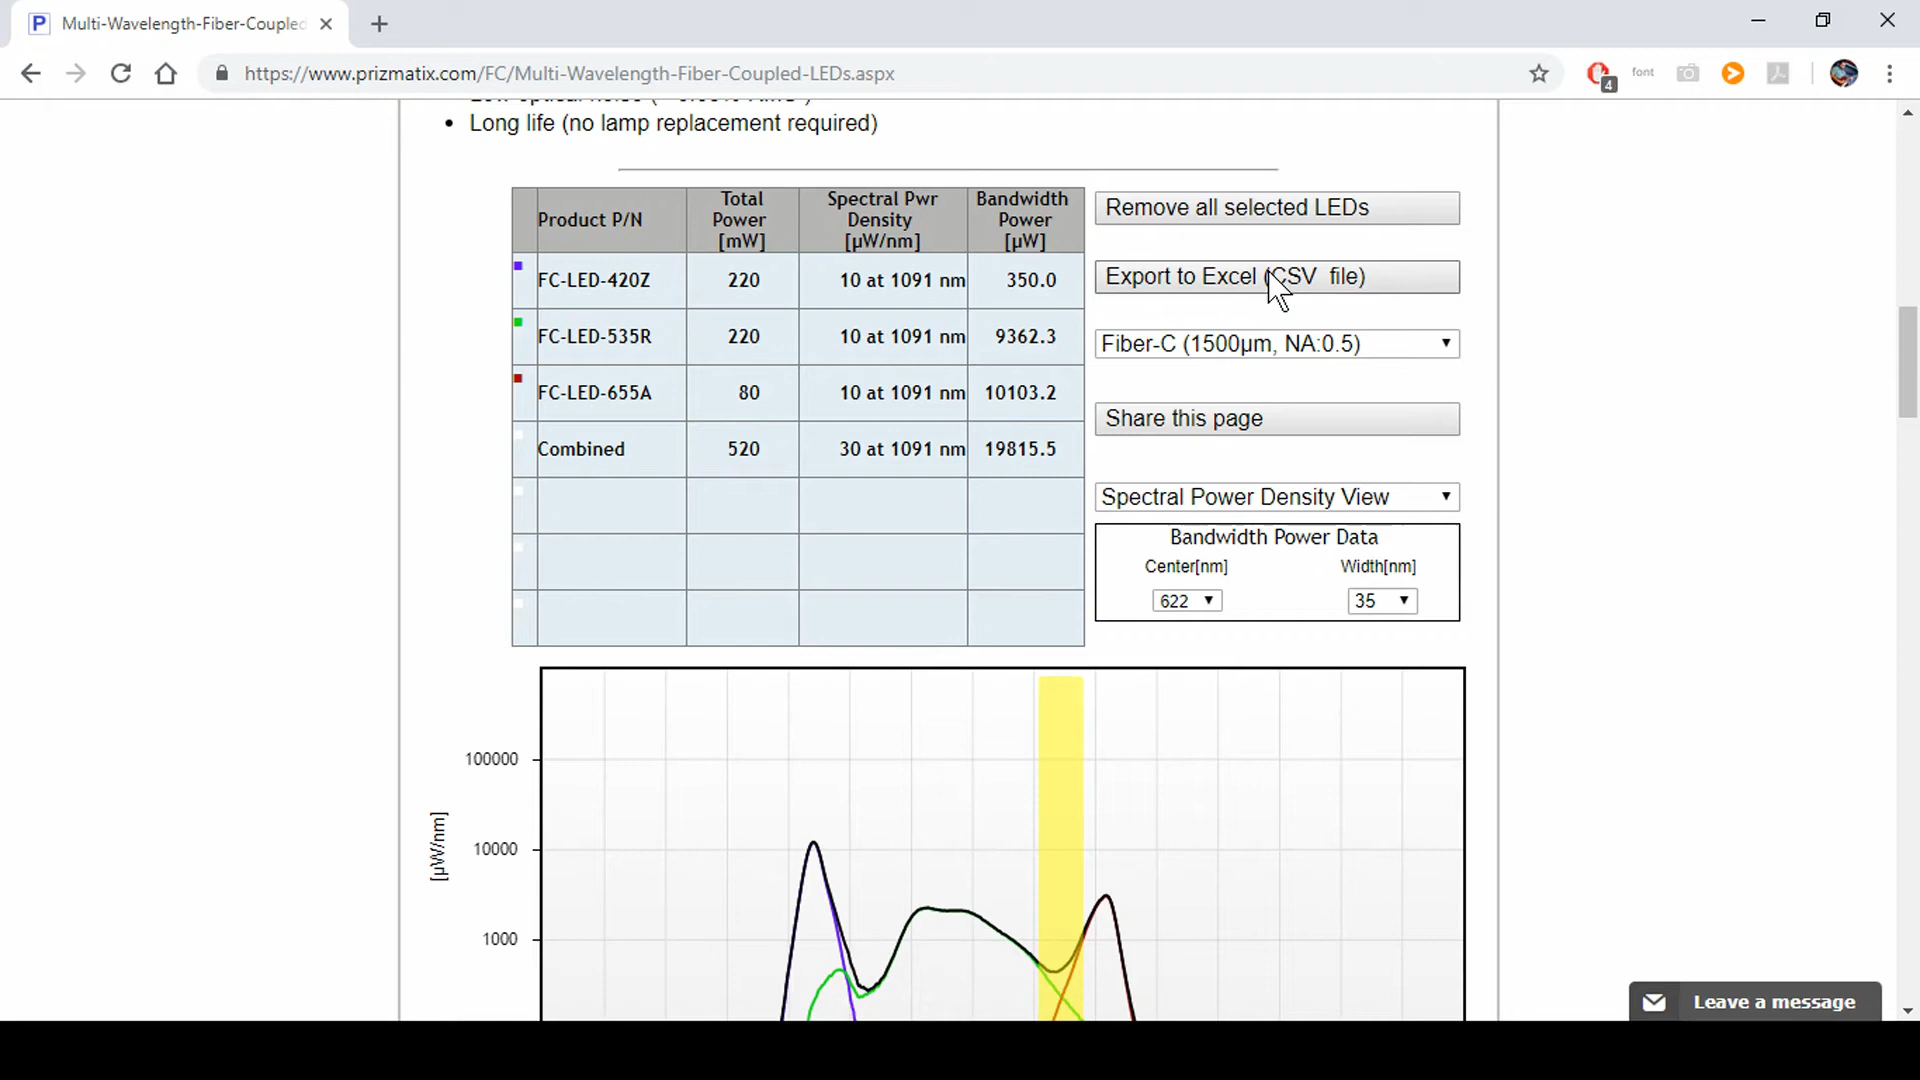 P Multi-Wavelength-Fiber-Coupled
https://www.prizmatix.com/FC/Multi-Wavelength-Fiber-Coupled-LEDs.aspx
4
font
• Long life (no lamp replacement required)
Product P/N
Total Power [mW]
Spectral Pwr Density [µW/nm]
Bandwidth Power [µW]
FC-LED-420Z 220 10 at 1091 nm 350.0
FC-LED-535R 220 10 at 1091 nm 9362.3
FC-LED-655A 80 10 at 1091 nm 10103.2
Combined 520 30 at 1091 nm 19815.5
Remove all selected LEDs
Export to Excel (CSV file)
Fiber-C (1500µm, NA:0.5)
Share this page
Spectral Power Density View
Bandwidth Power Data
Center[nm] Width[nm]
622 35
100000
10000
1000
[µW/nm]
Leave a message